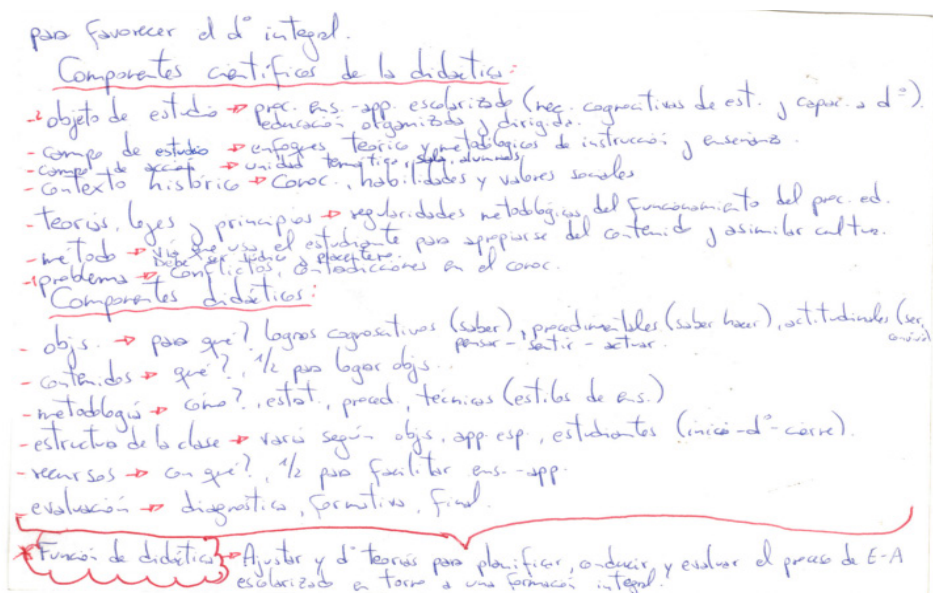 para favorecer el d° integral.
Componentes científicos de la didáctica:
-² objeto de estudio → proc. ens.-app. escolarizado (nec. cognocitivas de est. y capac. a d°).
educación organizada y dirigida.
- campo de estudio → enfoques teórico y metodológicos de instrucción y enseñanza.
- campo de acción → unidad temática, sala, alumnado
- contexto histórico → Conoc., habilidades y valores sociales
- teorías, leyes y principios → regularidades metodológicas del funcionamiento del proc. ed.
- método → vía que usa el estudiante para apropiarse del contenido y asimilar cultura.
Debe ser lúdico y placentero.
-¹ problema → Conflictos, contradicciones en el conoc.
Componentes didácticos:
- objs. → para qué? logros cognoscitivos (saber), procedimentales (saber hacer), actitudinales (ser,
pensar - sentir - actuar.
- contenidos → qué?, 1/2 para lograr objs..
- metodología → cómo?, estrat., proced., técnicas (estilos de ens.)
- estructura de la clase → varía según objs, app esp., estudiantes (inicio-d°-cierre).
- recursos → con qué?, 1/2 para facilitar ens.-app.
- evaluación → diagnóstica, formativa, final.
* Función de didáctica → Ajustar y d° teorías para planificar, conducir, y evaluar el proceso de E-A
escolarizado en torno a una formación integral.